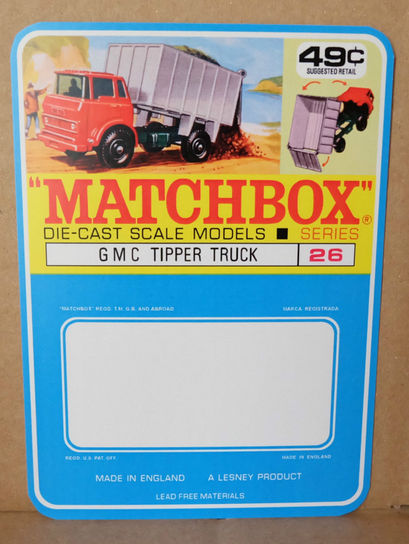 49¢
SUGGESTED RETAIL
"MATCHBOX"®
DIE-CAST SCALE MODELS ■ SERIES
GMC TIPPER TRUCK 26
"MATCHBOX" REGD. T.M. G.B. AND ABROAD MARCA REGISTRADA
REGD. U.S. PAT. OFF. MADE IN ENGLAND
MADE IN ENGLAND A LESNEY PRODUCT
LEAD FREE MATERIALS